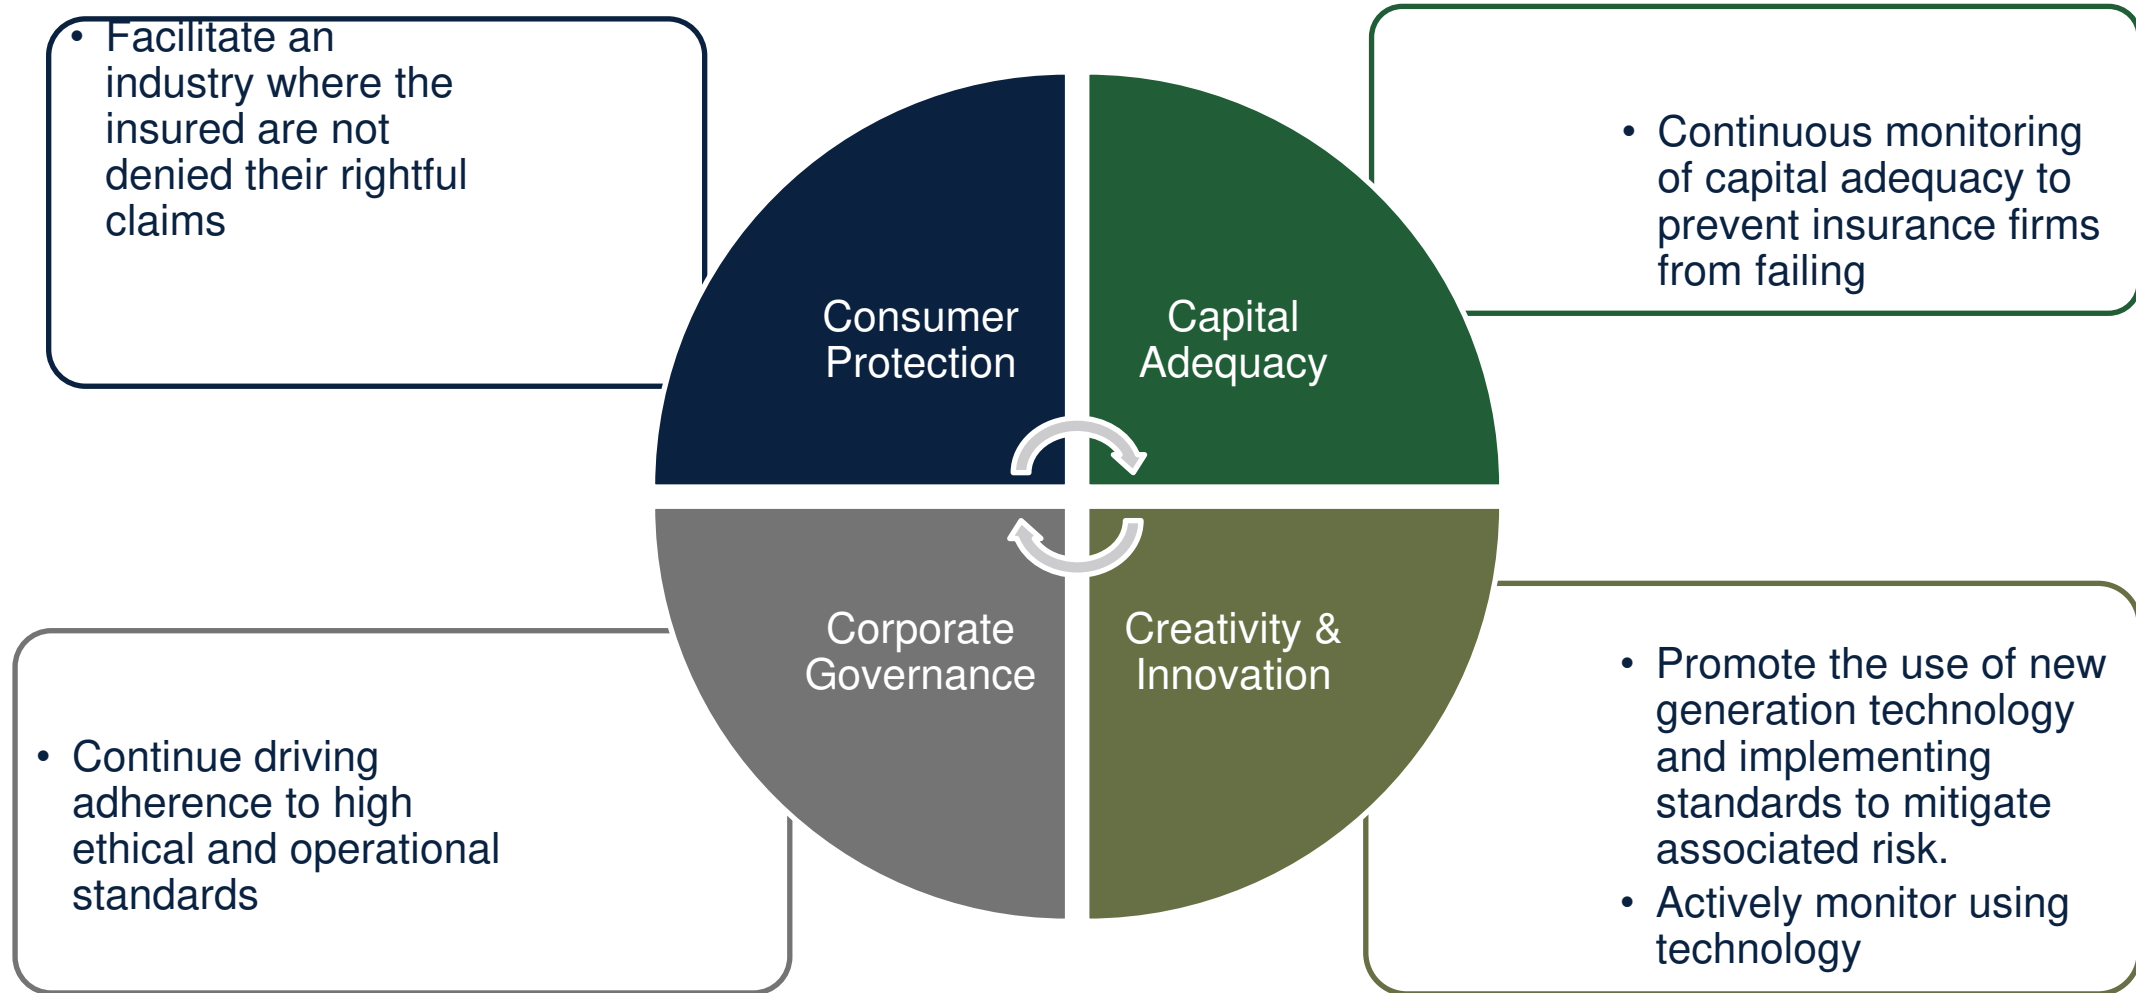 • Facilitate an
industry where the
insured are not
denied their rightful
claims
Consumer
Protection
Capital
Adequacy
• Continuous monitoring
of capital adequacy to
prevent insurance firms
from failing
Corporate
Governance
Creativity &
Innovation
• Continue driving
adherence to high
ethical and operational
standards
• Promote the use of new
generation technology
and implementing
standards to mitigate
associated risk.
• Actively monitor using
technology